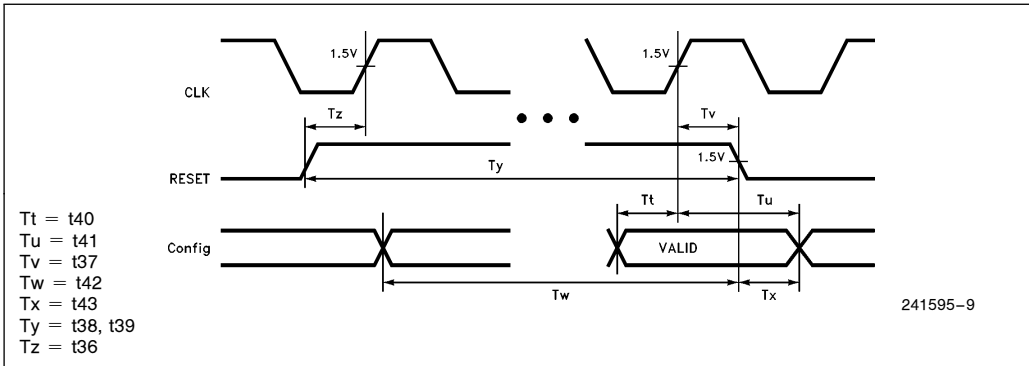 1.5V
1.5V
CLK
Tz
Tv
RESET
Ty
1.5V
Tt
Tu
Config
VALID
Tw
Tx
Tt = t40
Tu = t41
Tv = t37
Tw = t42
Tx = t43
Ty = t38, t39
Tz = t36
241595–9